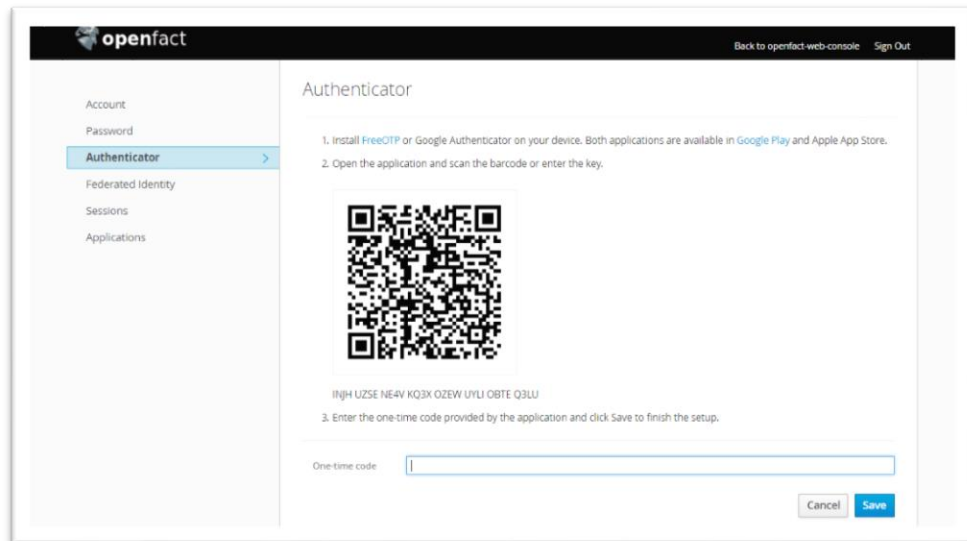 openfact
Back to openfact-web-console Sign Out
Account
Password
Authenticator
Federated Identity
Sessions
Applications
Authenticator
1. Install FreeOTP or Google Authenticator on your device. Both applications are available in Google Play and Apple App Store.
2. Open the application and scan the barcode or enter the key.
INJH UZSE NE4V KQ3X OZEW UYLI OBTE Q3LU
3. Enter the one-time code provided by the application and click Save to finish the setup.
One-time code
Cancel Save